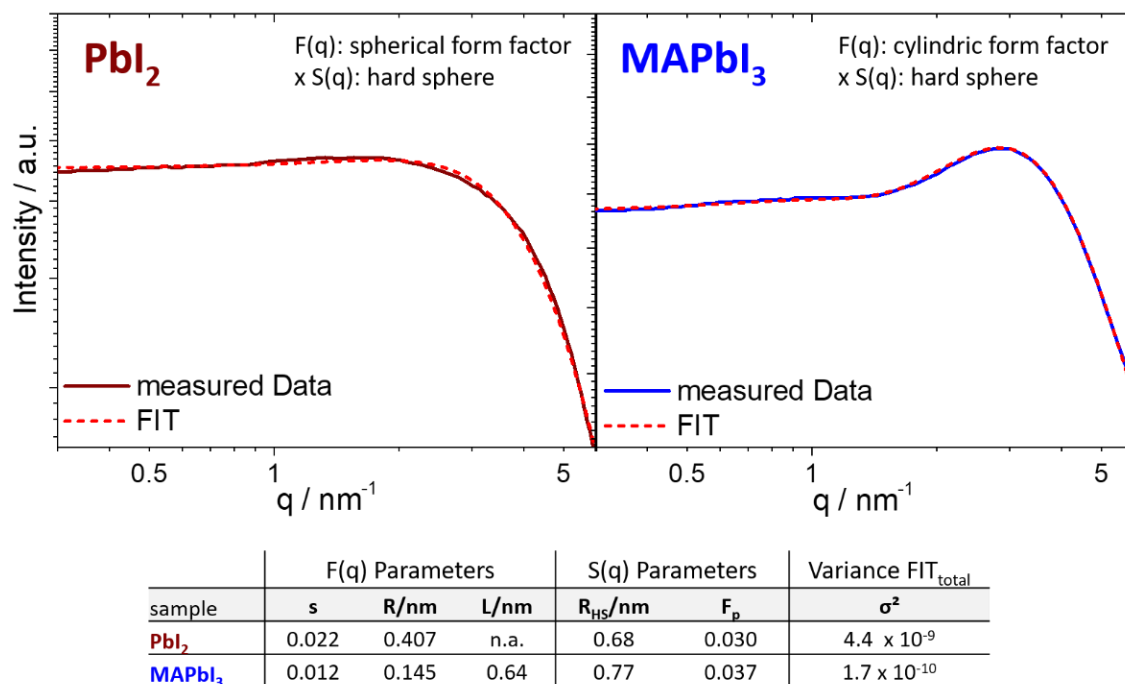 PbI₂
F(q): spherical form factor
x S(q): hard sphere
MAPbI₃
F(q): cylindric form factor
x S(q): hard sphere
Intensity / a.u.
measured Data
FIT
measured Data
FIT
0.5 1 5
q / nm⁻¹
0.5 1 5
q / nm⁻¹
F(q) Parameters S(q) Parameters Variance FIT_total
sample s R/nm L/nm R_HS/nm F_p σ²
PbI₂ 0.022 0.407 n.a. 0.68 0.030 4.4 x 10⁻⁹
MAPbI₃ 0.012 0.145 0.64 0.77 0.037 1.7 x 10⁻¹⁰